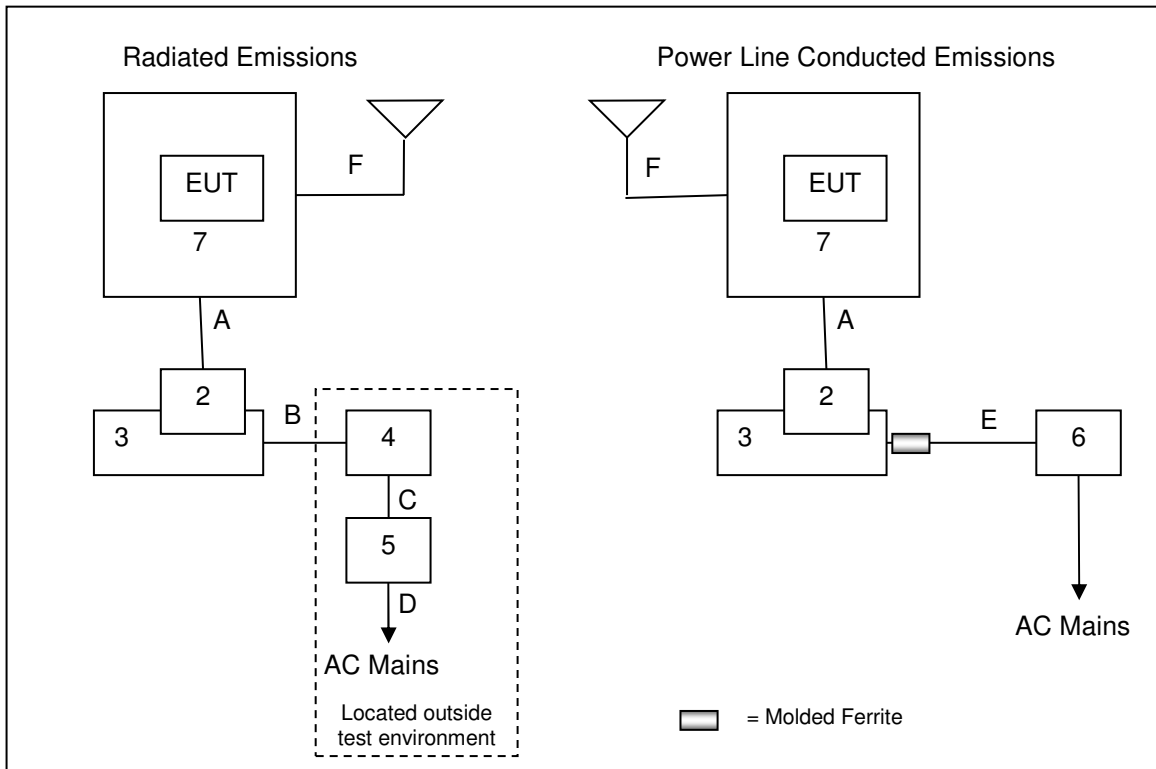 Radiated Emissions
F
EUT
7
A
2
3
B
4
C
5
D
AC Mains
Located outside
test environment
Power Line Conducted Emissions
F
EUT
7
A
2
3
E
6
AC Mains
= Molded Ferrite